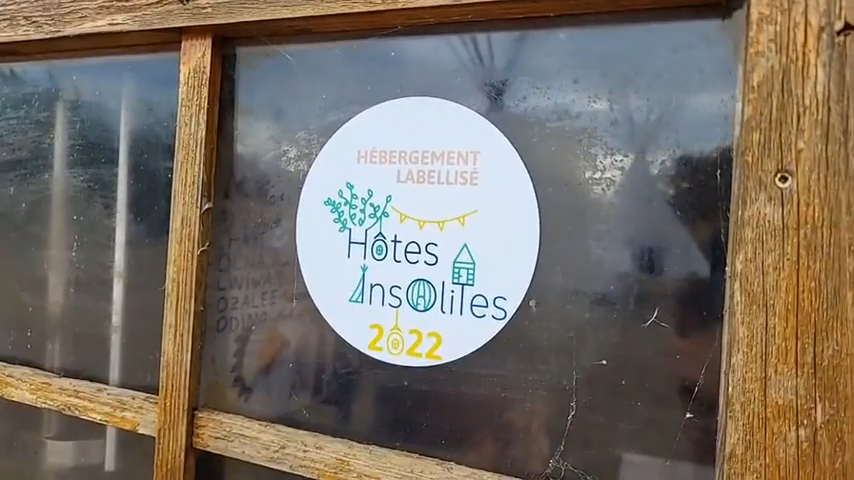 HÉBERGEMENT
LABELLISÉ
Hôtes
Insolites
2022